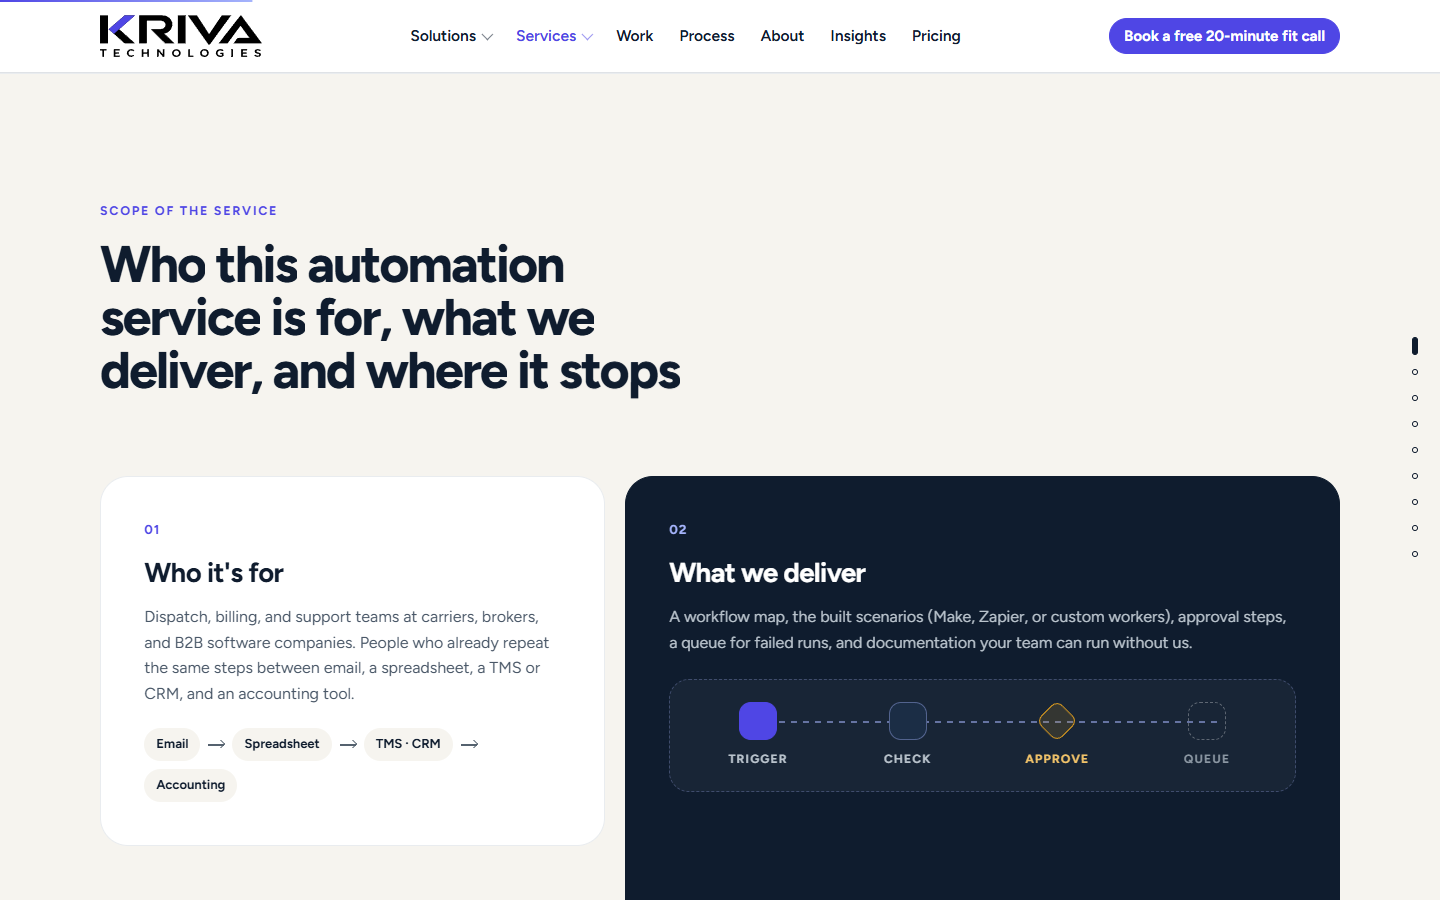 KRIVA
TECHNOLOGIES
Solutions
Services
Work
Process
About
Insights
Pricing
Book a free 20-minute fit call
SCOPE OF THE SERVICE
Who this automation
service is for, what we
deliver, and where it stops
01
Who it's for
Dispatch, billing, and support teams at carriers, brokers,
and B2B software companies. People who already repeat
the same steps between email, a spreadsheet, a TMS or
CRM, and an accounting tool.
Email
Spreadsheet
TMS · CRM
Accounting
02
What we deliver
A workflow map, the built scenarios (Make, Zapier, or custom workers), approval steps,
a queue for failed runs, and documentation your team can run without us.
TRIGGER
CHECK
APPROVE
QUEUE